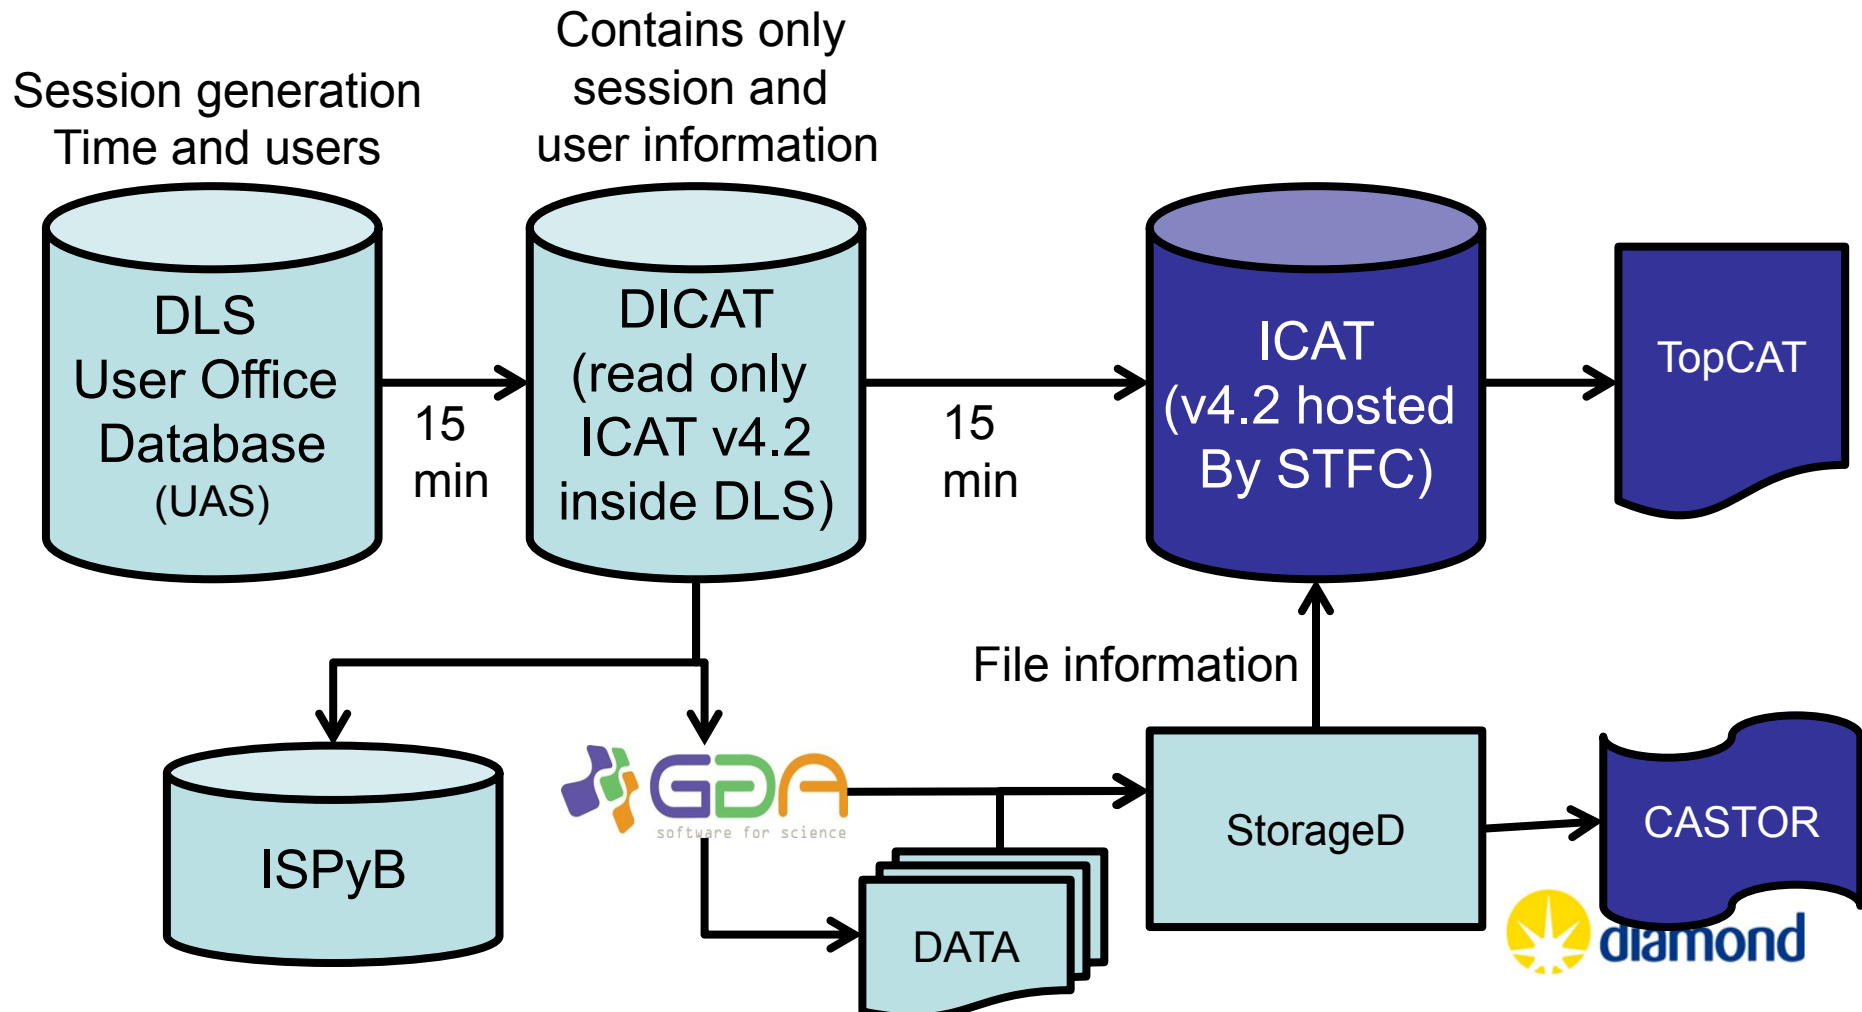 Session generation
Time and users
Contains only
session and
user information
DLS
User Office
Database
(UAS)
15
min
DICAT
(read only
ICAT v4.2
inside DLS)
15
min
ICAT
(v4.2 hosted
By STFC)
TopCAT
File information
ISPyB
GDA
software for science
DATA
StorageD
CASTOR
diamond